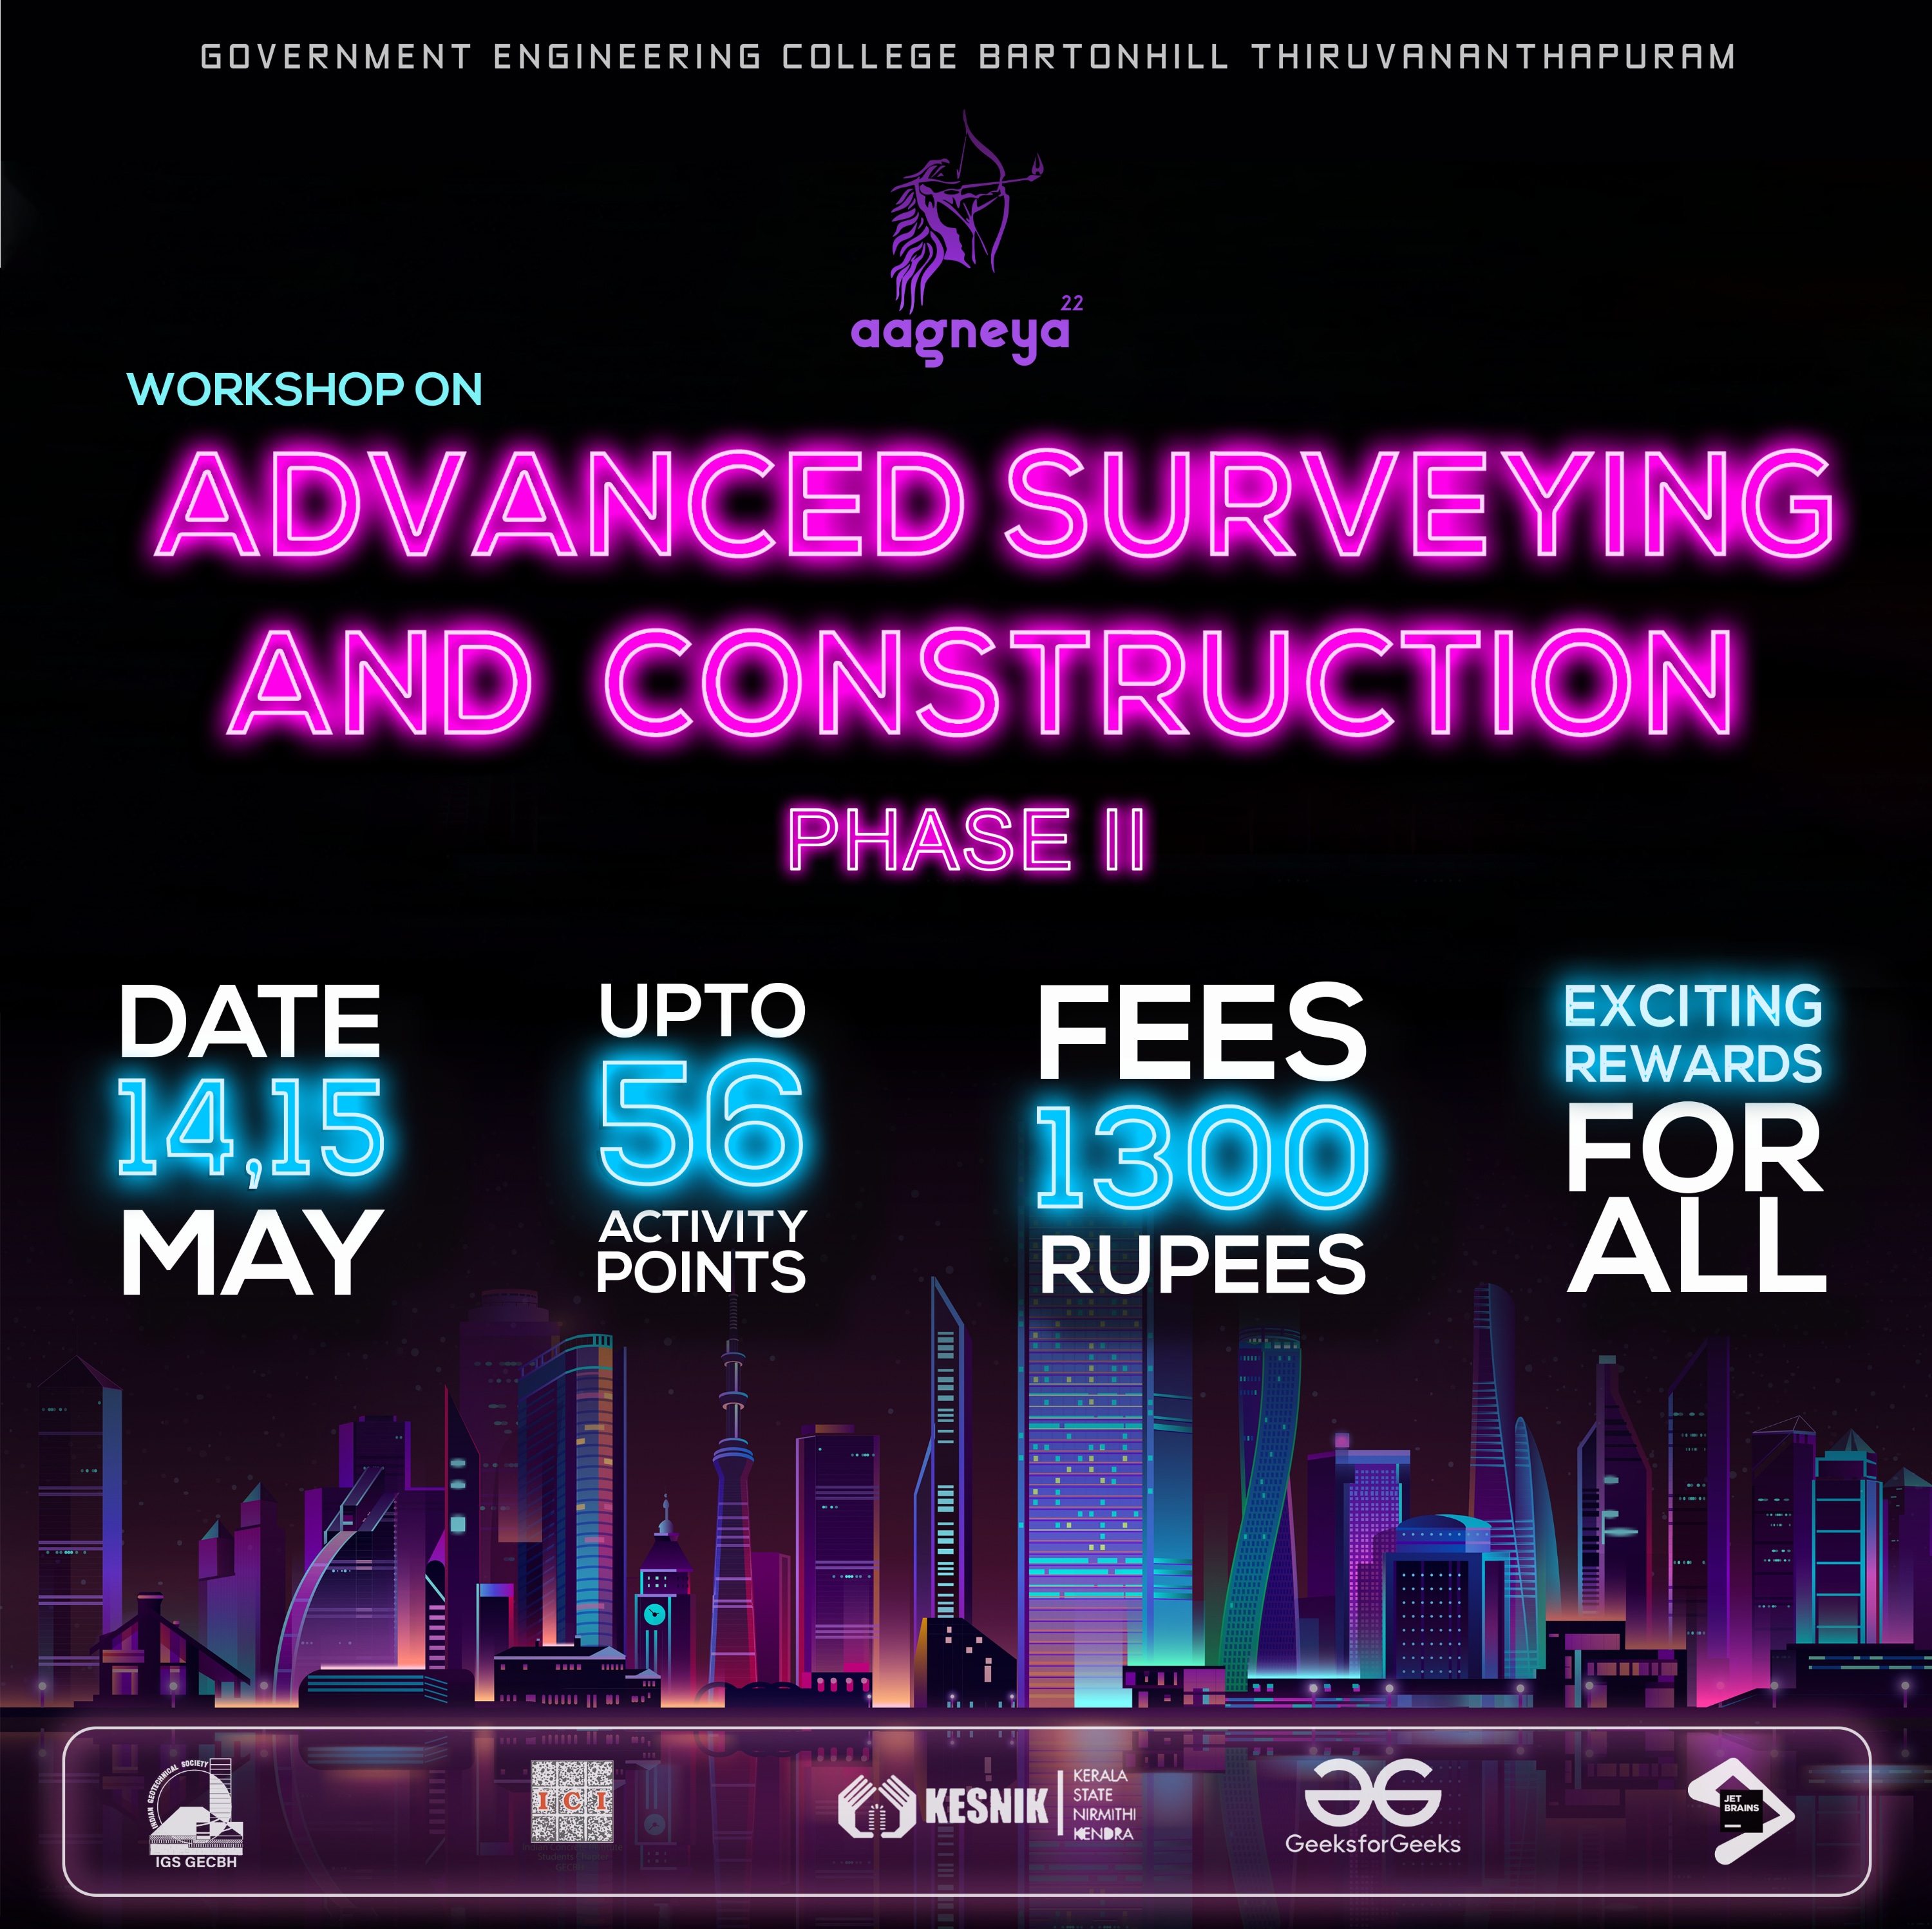 GOVERNMENT ENGINEERING COLLEGE BARTONHILL THIRUVANANTHAPURAM
aagneya 22
WORKSHOP ON
ADVANCED SURVEYING
AND CONSTRUCTION
PHASE II
DATE
14,15
MAY
UPTO
56
ACTIVITY
POINTS
FEES
1300
RUPEES
EXCITING
REWARDS
FOR
ALL
INDIAN GEOTECHNICAL SOCIETY
IGS GECBH
ICI
Students
KESNIK
KERALA
STATE
NIRMITHI
KENDRA
GeeksforGeeks
JET
BRAINS